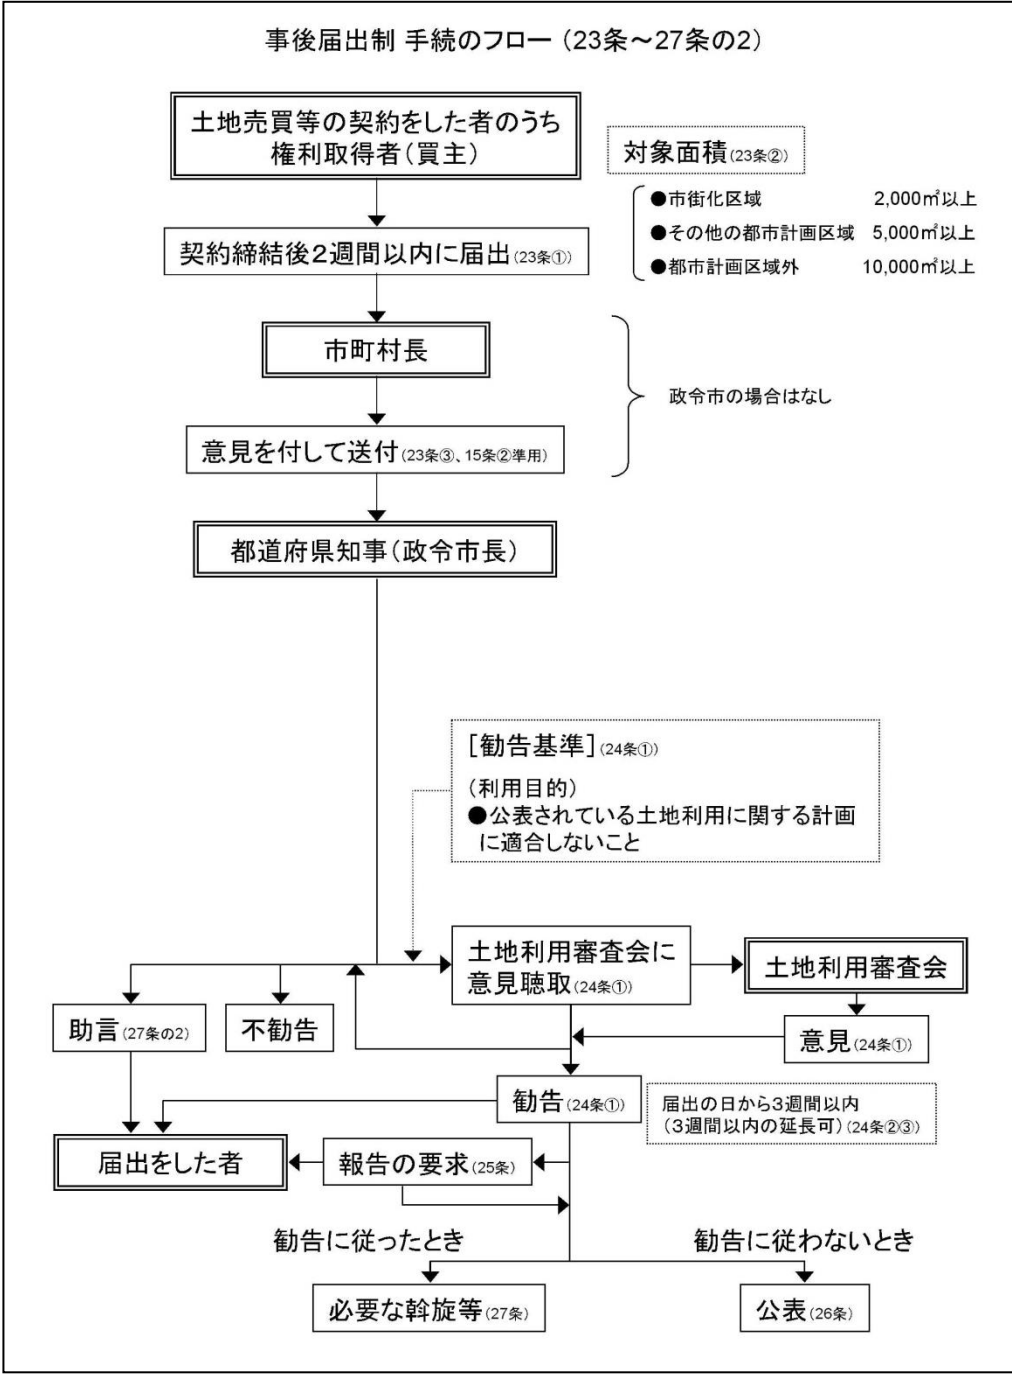 事後届出制 手続のフロー（23条～27条の2）
土地売買等の契約をした者のうち
権利取得者（買主）
対象面積（23条②）
●市街化区域 2,000㎡以上
●その他の都市計画区域 5,000㎡以上
●都市計画区域外 10,000㎡以上
契約締結後２週間以内に届出（23条①）
市町村長
政令市の場合はなし
意見を付して送付（23条③、15条②準用）
都道府県知事（政令市長）
［勧告基準］（24条①）
（利用目的）
●公表されている土地利用に関する計画
に適合しないこと
土地利用審査会に
意見聴取（24条①）
土地利用審査会
助言（27条の2）
不勧告
意見（24条①）
勧告（24条①）
届出の日から３週間以内
（３週間以内の延長可）（24条②③）
届出をした者
報告の要求（25条）
勧告に従ったとき
勧告に従わないとき
必要な斡旋等（27条）
公表（26条）